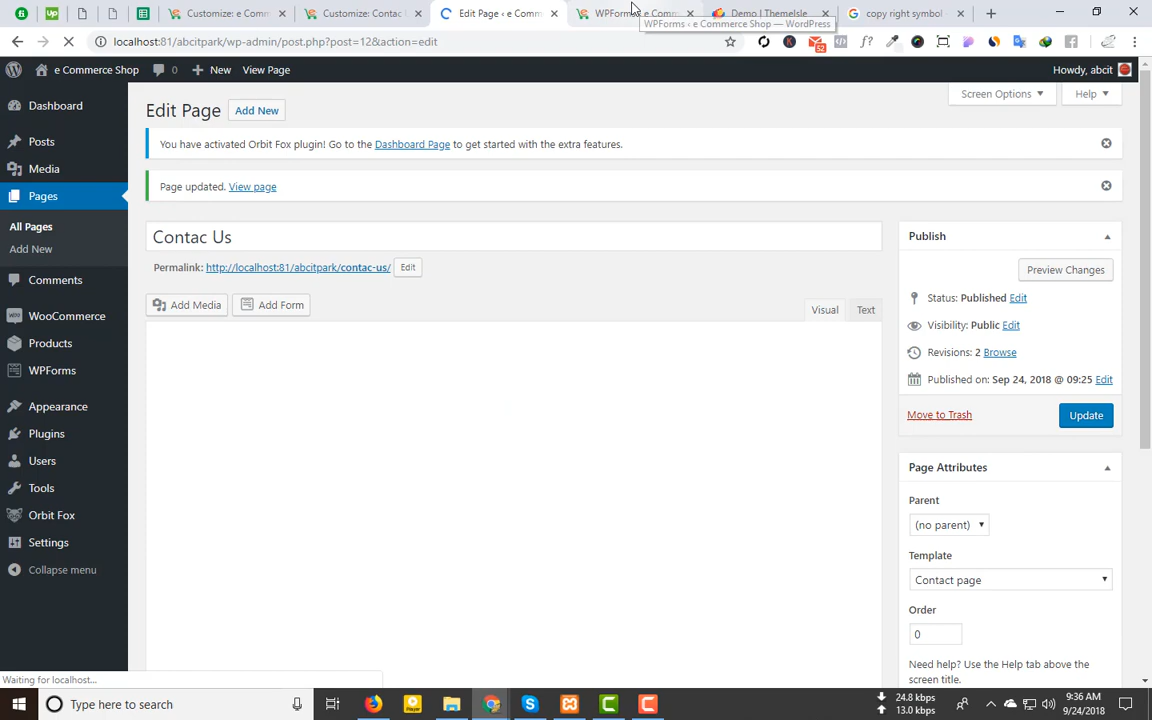 Customize: e Comm
Customize: Contac
Edit Page ‹ e Comm
WPForms ‹ e Comm
Demo | ThemeIsle
copy right symbol
WPForms ‹ e Commerce Shop — WordPress
localhost:81/abcitpark/wp-admin/post.php?post=12&action=edit
52
f?
e Commerce Shop
0
New
View Page
Howdy, abcit
Dashboard
Posts
Media
Pages
All Pages
Add New
Comments
WooCommerce
Products
WPForms
Appearance
Plugins
Users
Tools
Orbit Fox
Settings
Collapse menu
Screen Options
Help
Edit Page
Add New
You have activated Orbit Fox plugin! Go to the Dashboard Page to get started with the extra features.
Page updated. View page
Contac Us
Permalink: http://localhost:81/abcitpark/contac-us/ Edit
Add Media
Add Form
Visual
Text
Publish
Preview Changes
Status: Published Edit
Visibility: Public Edit
Revisions: 2 Browse
Published on: Sep 24, 2018 @ 09:25 Edit
Move to Trash
Update
Page Attributes
Parent
(no parent)
Template
Contact page
Order
0
Need help? Use the Help tab above the
screen title.
Waiting for localhost...
Type here to search
24.8 kbps
13.0 kbps
9:36 AM
9/24/2018